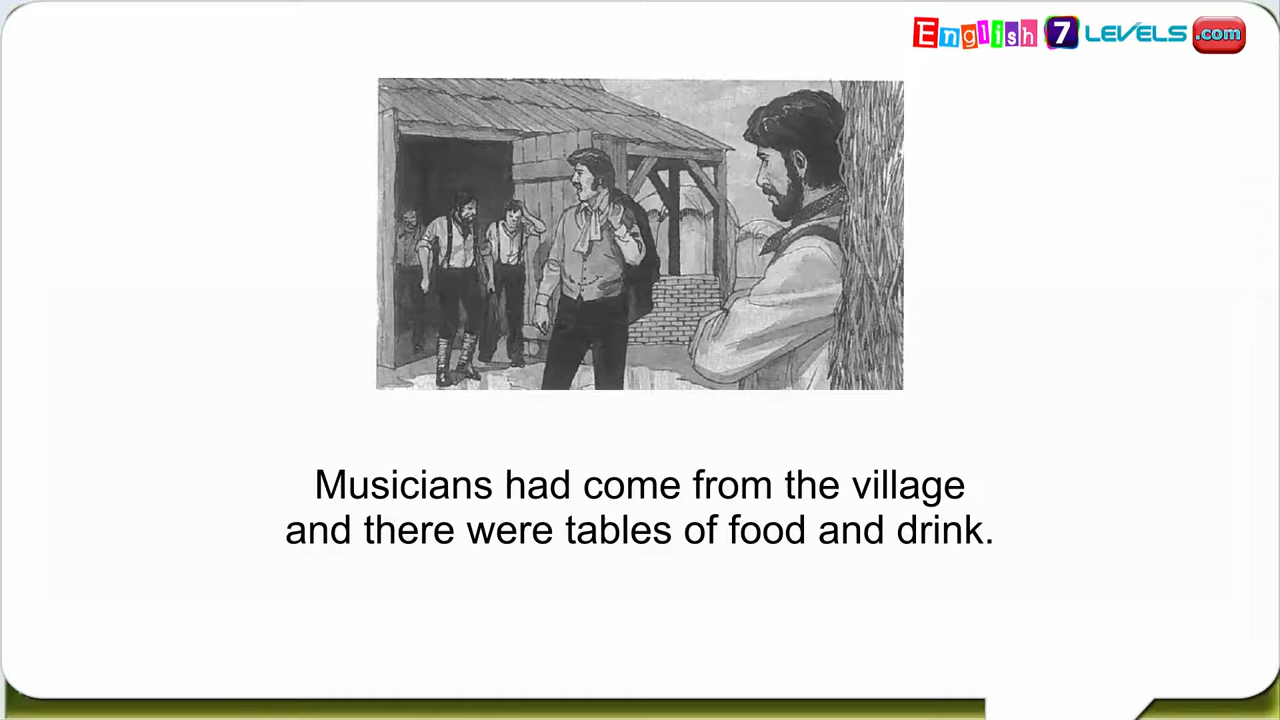 English 7 LEVELS .com
Musicians had come from the village
and there were tables of food and drink.